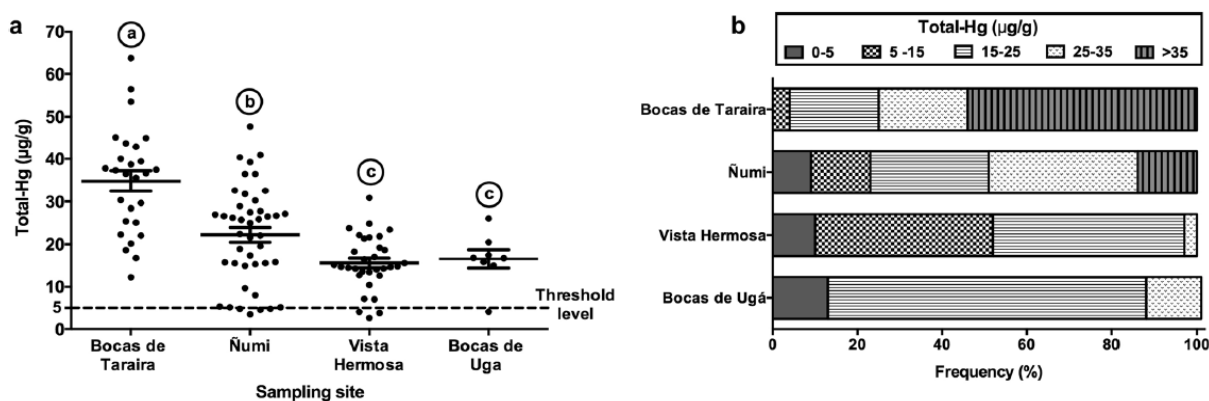 a
Total-Hg (µg/g)
70
60
50
40
30
20
10
5
0
a
b
c
c
Threshold
level
Bocas de
Taraira
Ñumi
Vista
Hermosa
Bocas de
Uga
Sampling site
b
Total-Hg (µg/g)
0-5 5 -15 15-25 25-35 >35
Bocas de Taraira
Ñumi
Vista Hermosa
Bocas de Ugá
0 20 40 60 80 100
Frequency (%)